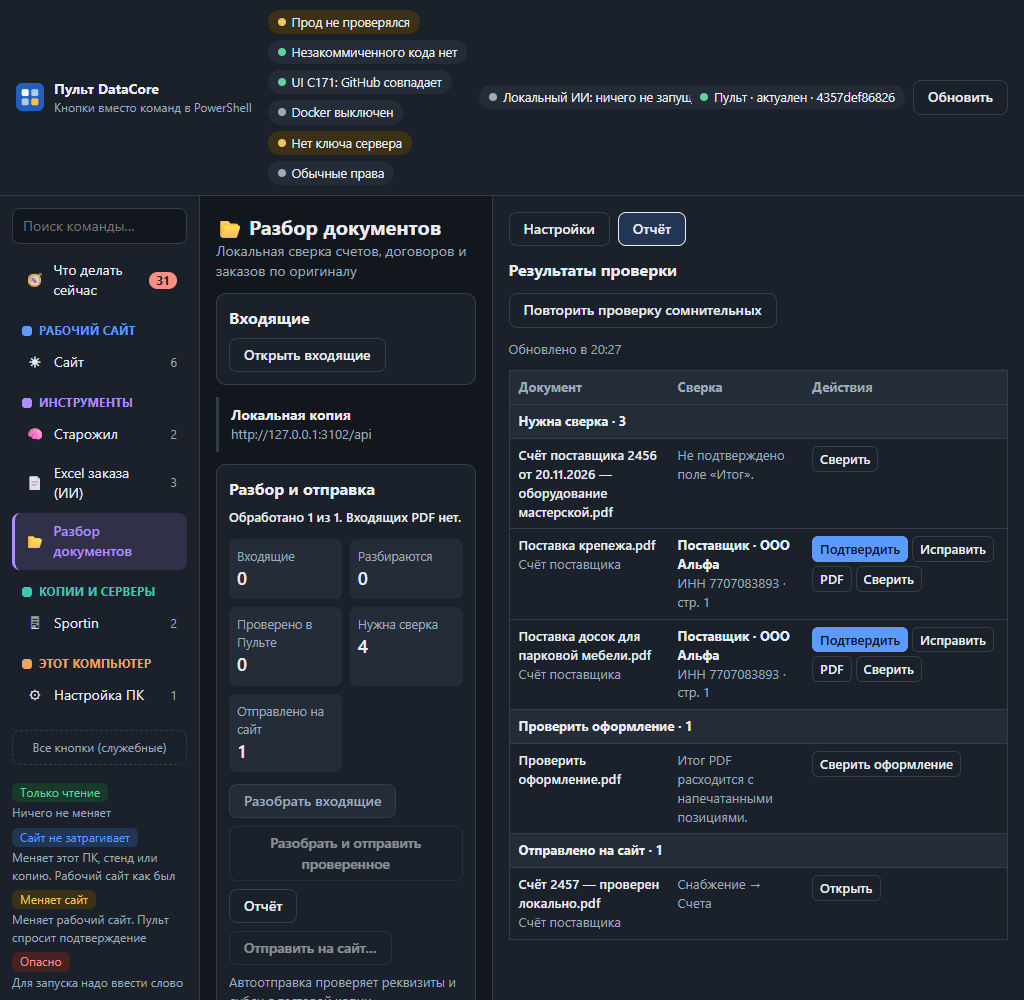 Пульт DataCore
Кнопки вместо команд в PowerShell
Прод не проверялся
Незакоммиченного кода нет
UI C171: GitHub совпадает
Docker выключен
Нет ключа сервера
Обычные права
Локальный ИИ: ничего не запущ
Пульт · актуален · 4357def86826
Обновить
Поиск команды...
Что делать
сейчас
31
РАБОЧИЙ САЙТ
Сайт
6
ИНСТРУМЕНТЫ
Старожил
2
Excel заказа
(ИИ)
3
Разбор
документов
КОПИИ И СЕРВЕРЫ
Sportin
2
ЭТОТ КОМПЬЮТЕР
Настройка ПК
1
Все кнопки (служебные)
Только чтение
Ничего не меняет
Сайт не затрагивает
Меняет этот ПК, стенд или
копию. Рабочий сайт как был
Меняет сайт
Меняет рабочий сайт. Пульт
спросит подтверждение
Опасно
Для запуска надо ввести слово
Разбор документов
Локальная сверка счетов, договоров и
заказов по оригиналу
Входящие
Открыть входящие
Локальная копия
http://127.0.0.1:3102/api
Разбор и отправка
Обработано 1 из 1. Входящих PDF нет.
Входящие
0
Разбираются
0
Проверено в
Пульте
0
Нужна сверка
4
Отправлено на
сайт
1
Разобрать входящие
Разобрать и отправить
проверенное
Отчёт
Отправить на сайт...
Автоотправка проверяет реквизиты и
Настройки
Отчёт
Результаты проверки
Повторить проверку сомнительных
Обновлено в 20:27
Документ
Сверка
Действия
Нужна сверка · 3
Счёт поставщика 2456
от 20.11.2026 —
оборудование
мастерской.pdf
Не подтверждено
поле «Итог».
Сверить
Поставка крепежа.pdf
Счёт поставщика
Поставщик · ООО
Альфа
ИНН 7707083893 ·
стр. 1
Подтвердить
Исправить
PDF
Сверить
Поставка досок для
парковой мебели.pdf
Счёт поставщика
Поставщик · ООО
Альфа
ИНН 7707083893 ·
стр. 1
Подтвердить
Исправить
PDF
Сверить
Проверить оформление · 1
Проверить
оформление.pdf
Итог PDF
расходится с
напечатанными
позициями.
Сверить оформление
Отправлено на сайт · 1
Счёт 2457 — проверен
локально.pdf
Счёт поставщика
Снабжение →
Счета
Открыть